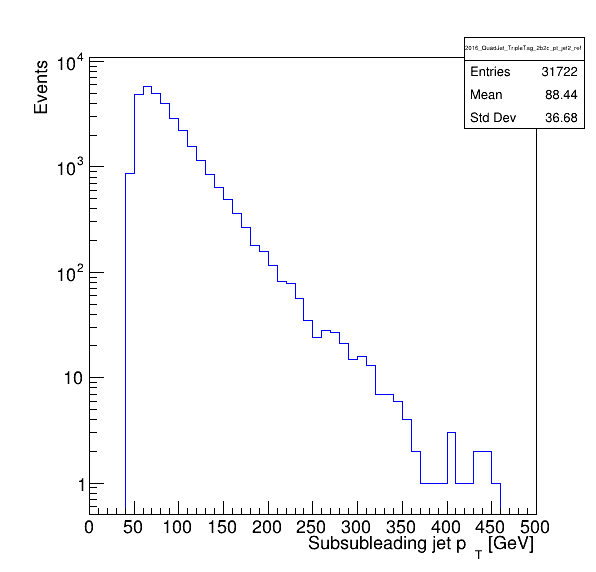 2016_QuadJet_TripleTag_2b2c_pt_jet2_ref
Entries 31722
Mean 88.44
Std Dev 36.68
Events
10^4
10^3
10^2
10
1
0 50 100 150 200 250 300 350 400 450 500
Subsubleading jet p_T [GeV]